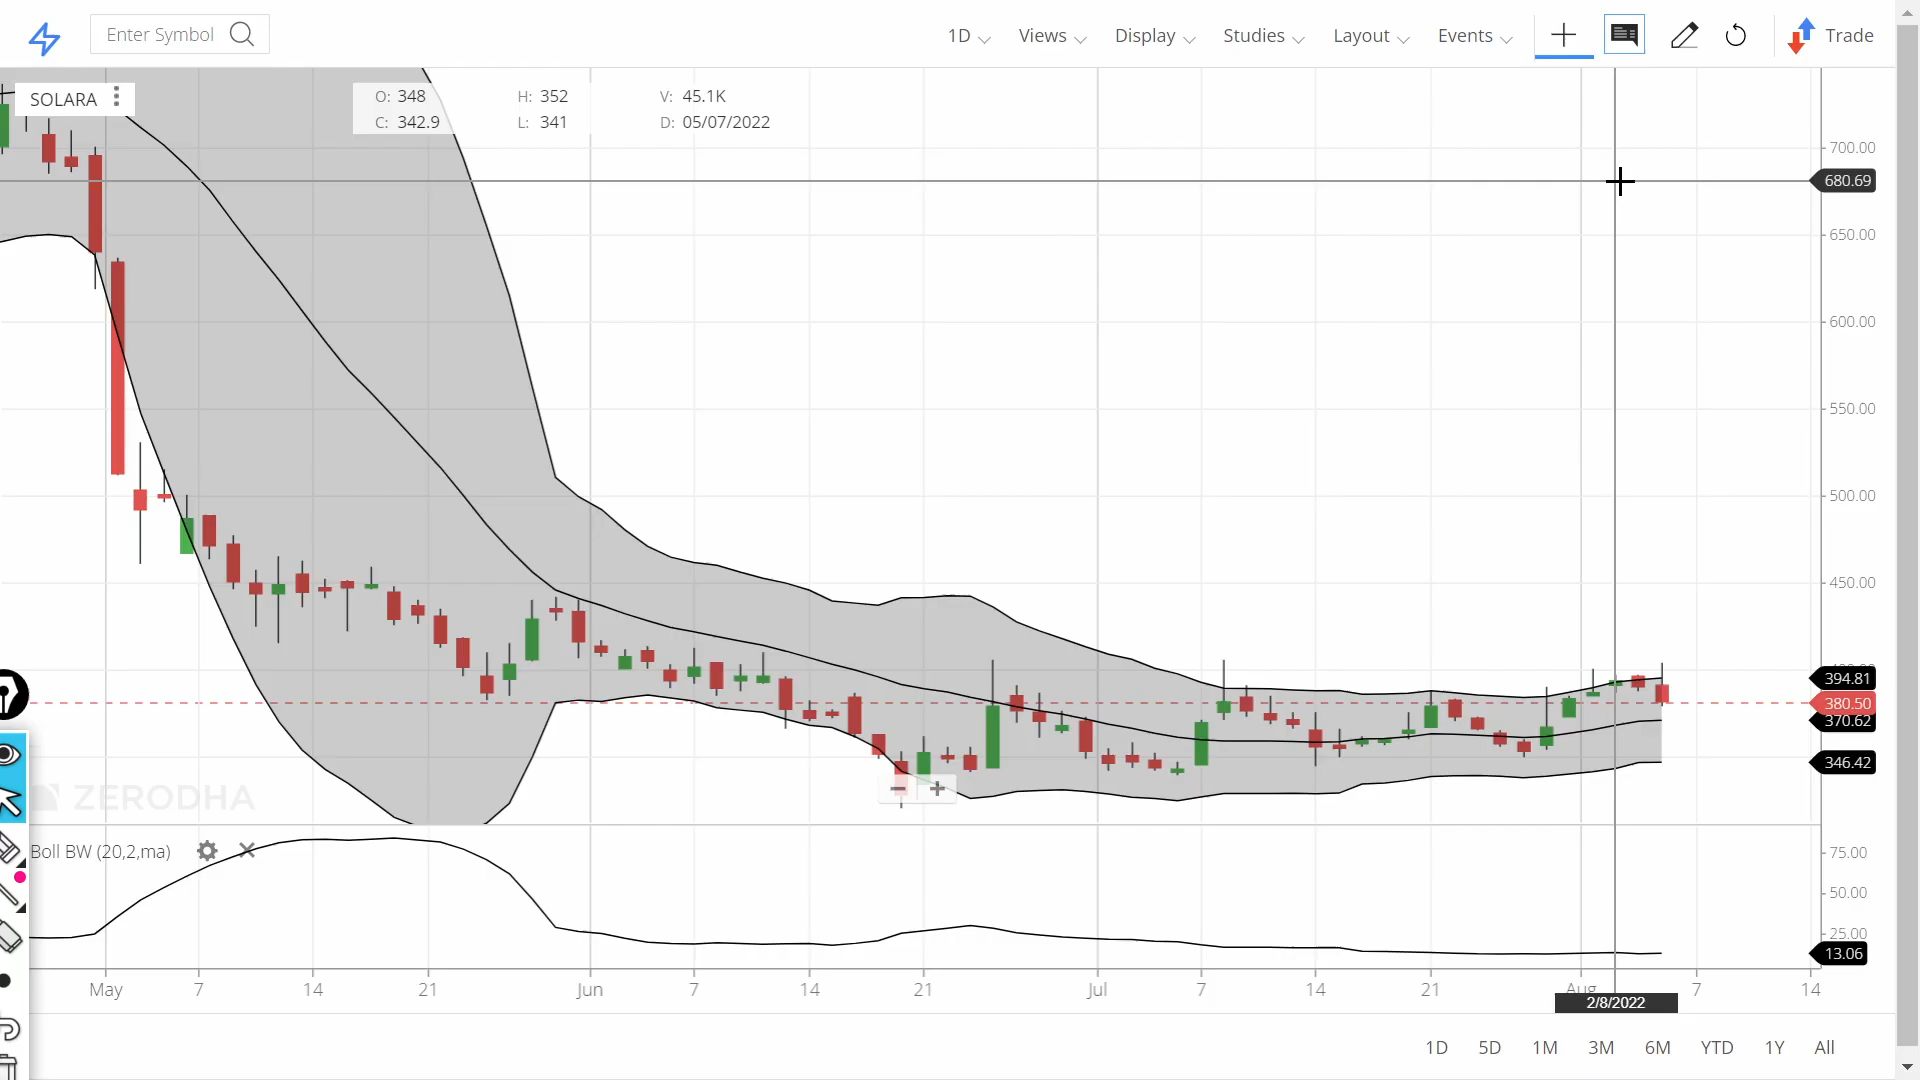 Enter Symbol
1D
Views
Display
Studies
Layout
Events
Trade
SOLARA
O: 348 H: 352 V: 45.1K
C: 342.9 L: 341 D: 05/07/2022
700.00
680.69
650.00
600.00
550.00
500.00
450.00
394.81
380.50
370.62
346.42
ZERODHA
Boll BW (20,2,ma)
75.00
50.00
25.00
13.06
May 7 14 21 Jun 7 14 21 Jul 7 14 21 Aug 7 14
2/8/2022
1D 5D 1M 3M 6M YTD 1Y All